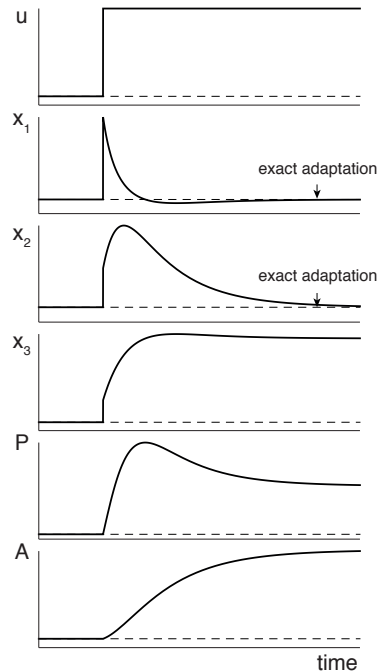 u
x1
exact adaptation
x2
exact adaptation
x3
P
A
time